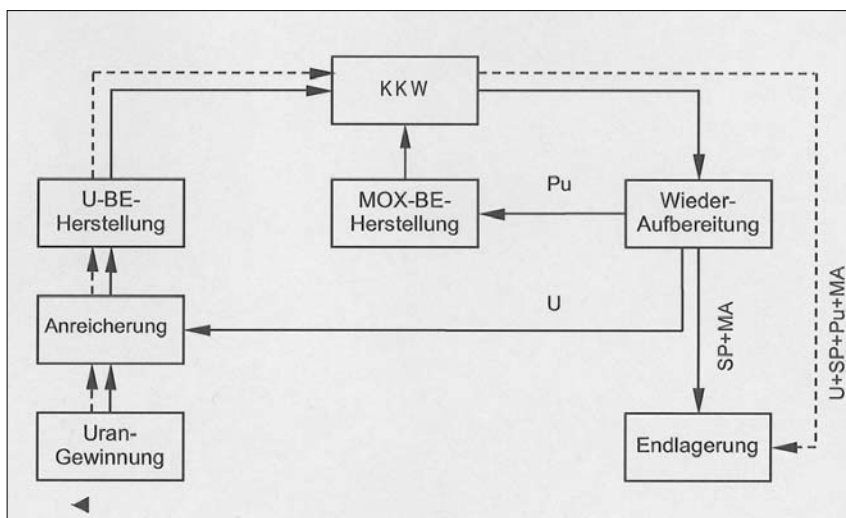 KKW
U-BE-
Herstellung
MOX-BE-
Herstellung
Pu
Wieder-
Aufbereitung
Anreicherung
U
SP+MA
U+SP+Pu+MA
Uran-
Gewinnung
Endlagerung